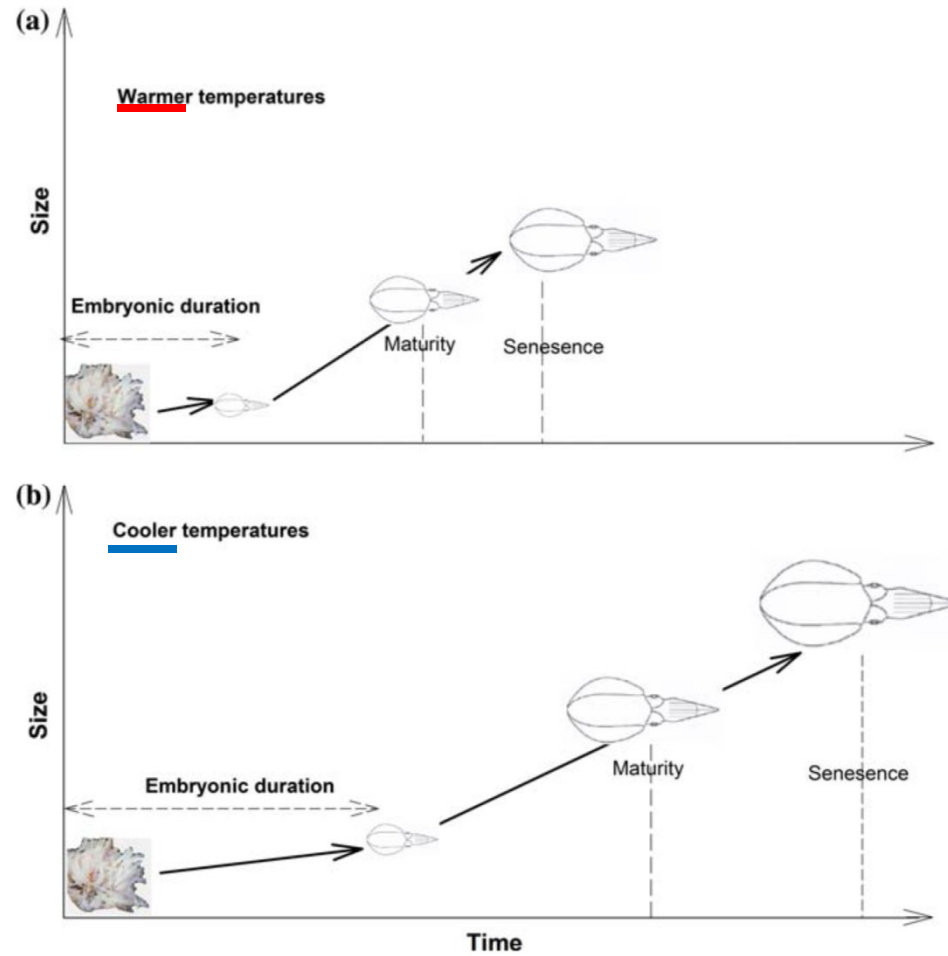 (a)
Warmer temperatures
Size
Embryonic duration
Maturity
Senesence
(b)
Cooler temperatures
Size
Embryonic duration
Maturity
Senesence
Time